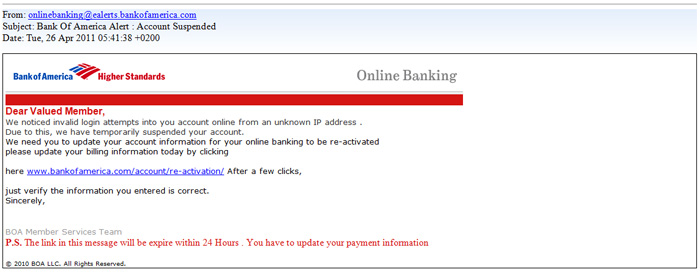 From: onlinebanking@ealerts.bankofamerica.com
Subject: Bank Of America Alert : Account Suspended
Date: Tue, 26 Apr 2011 05:41:38 +0200
Bank of America Higher Standards
Online Banking
Dear Valued Member,
We noticed invalid login attempts into you account online from an unknown IP address .
Due to this, we have temporarily suspended your account.
We need you to update your account information for your online banking to be re-activated
please update your billing information today by clicking
here www.bankofamerica.com/account/re-activation/ After a few clicks,
just verify the information you entered is correct.
Sincerely,
BOA Member Services Team
P.S. The link in this message will be expire within 24 Hours . You have to update your payment information
© 2010 BOA LLC. All Rights Reserved.